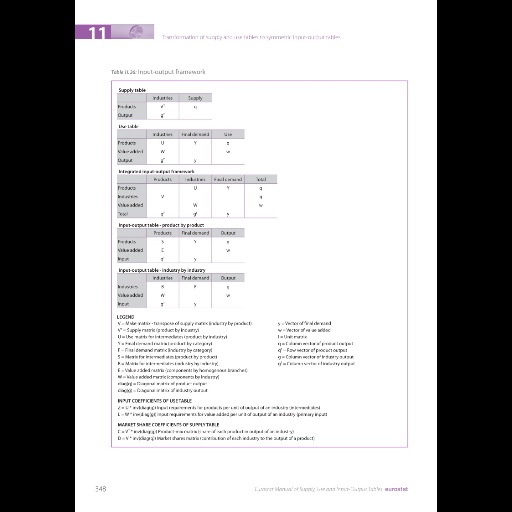 11
Transformation of supply and use tables to symmetric input-output tables
Table 11.26: Input-output framework
Supply table
Industries Supply
Products Vᵀ q
Output gᵀ
Use table
Industries Final demand Use
Products U Y q
Value added W w
Output gᵀ y
Integrated input-output framework
Products Industries Final demand Total
Products U Y q
Industries V g
Value added W w
Total qᵀ gᵀ y
Input-output table - product by product
Products Final demand Output
Products S Y q
Value added E w
Input qᵀ y
Input-output table - industry by industry
Industries Final demand Output
Industries B F g
Value added W w
Input gᵀ y
LEGEND
V = Make matrix - transpose of supply matrix (industry by product)
Vᵀ = Supply matrix (product by industry)
U = Use matrix for intermediates (product by industry)
Y = Final demand matrix (product by category)
F = Final demand matrix (industry by category)
S = Matrix for intermediates (product by product)
B = Matrix for intermediates (industry by industry)
E = Value added matrix (components by homogenous branches)
W = Value added matrix (components by industry)
diag(q) = Diagonal matrix of product output
diag(g) = Diagonal matrix of industry output
y = Vector of final demand
w = Vector of value added
I = Unit matrix
q = Column vector of product output
qᵀ = Row vector of product output
g = Column vector of industry output
gᵀ = Column vector of industry output
INPUT COEFFICIENTS OF USE TABLE
Z = U * inv(diag(g)) Input requirements for products per unit of output of an industry (intermediates)
L = W * inv(diag(g)) Input requirements for value added per unit of output of an industry (primary input)
MARKET SHARE COEFFICIENTS OF SUPPLY TABLE
C = Vᵀ * inv(diag(g)) Product-mix matrix (share of each product in output of an industry)
D = V * inv(diag(q)) Market shares matrix (contribution of each industry to the output of a product)
348
Eurostat Manual of Supply, Use and Input-Output Tables eurostat